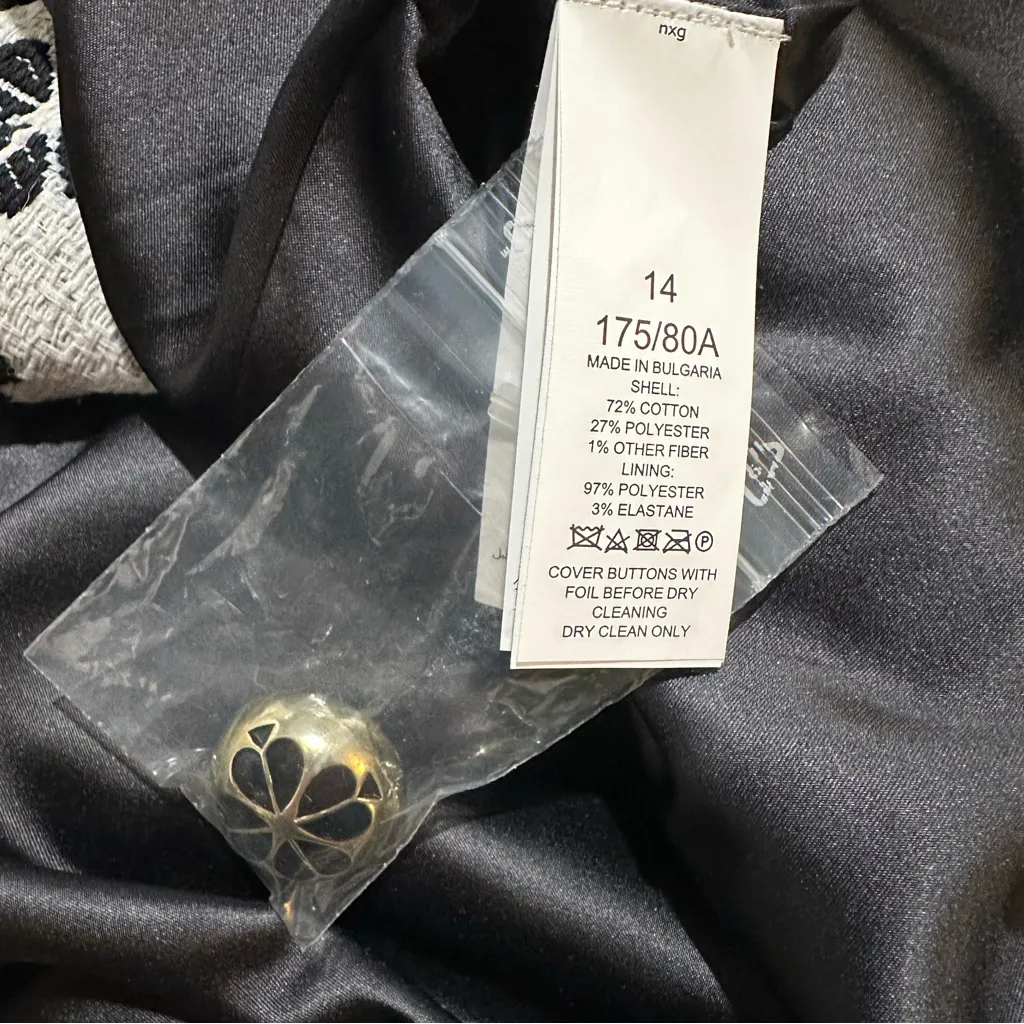 nxg
14
175/80A
MADE IN BULGARIA
SHELL:
72% COTTON
27% POLYESTER
1% OTHER FIBER
LINING:
97% POLYESTER
3% ELASTANE
COVER BUTTONS WITH
FOIL BEFORE DRY
CLEANING
DRY CLEAN ONLY